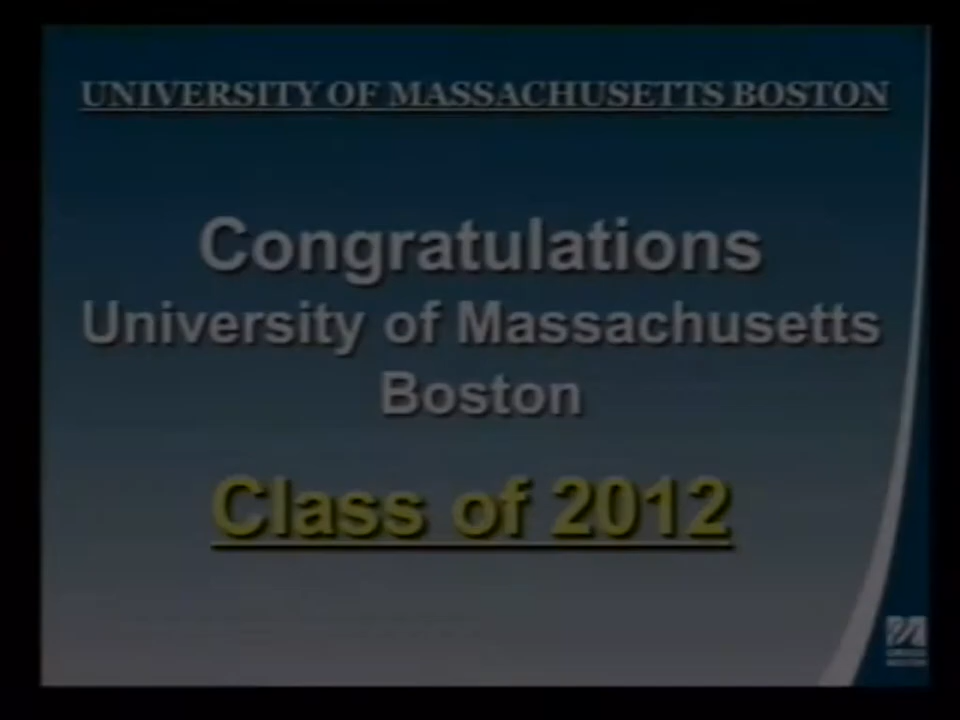 UNIVERSITY OF MASSACHUSETTS BOSTON
Congratulations
University of Massachusetts
Boston
Class of 2012